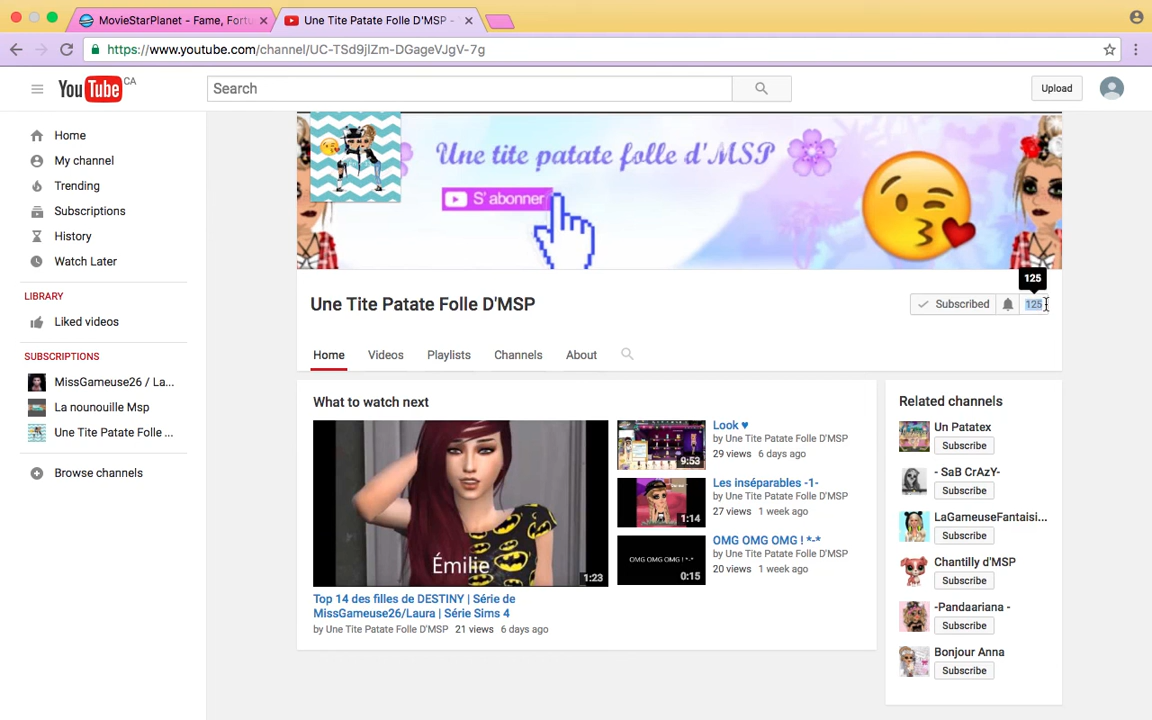 MovieStarPlanet - Fame, Fortu
Une Tite Patate Folle D'MSP -
https://www.youtube.com/channel/UC-TSd9jlZm-DGageVJgV-7g
YouTube CA
Search
Upload
Home
My channel
Trending
Subscriptions
History
Watch Later
LIBRARY
Liked videos
SUBSCRIPTIONS
MissGameuse26 / La...
La nounouille Msp
Une Tite Patate Folle ...
Browse channels
Une tite patate folle d'MSP
S'abonner
125
Une Tite Patate Folle D'MSP
Subscribed
125
Home
Videos
Playlists
Channels
About
What to watch next
Émilie
1:23
Top 14 des filles de DESTINY | Série de
MissGameuse26/Laura | Série Sims 4
by Une Tite Patate Folle D'MSP 21 views 6 days ago
9:53
Look ♥
by Une Tite Patate Folle D'MSP
29 views 6 days ago
1:14
Les inséparables -1-
by Une Tite Patate Folle D'MSP
27 views 1 week ago
OMG OMG OMG ! *-*
0:15
OMG OMG OMG ! *-*
by Une Tite Patate Folle D'MSP
20 views 1 week ago
Related channels
Un Patatex
Subscribe
- SaB CrAzY-
Subscribe
LaGameuseFantaisi...
Subscribe
Chantilly d'MSP
Subscribe
-Pandaariana -
Subscribe
Bonjour Anna
Subscribe